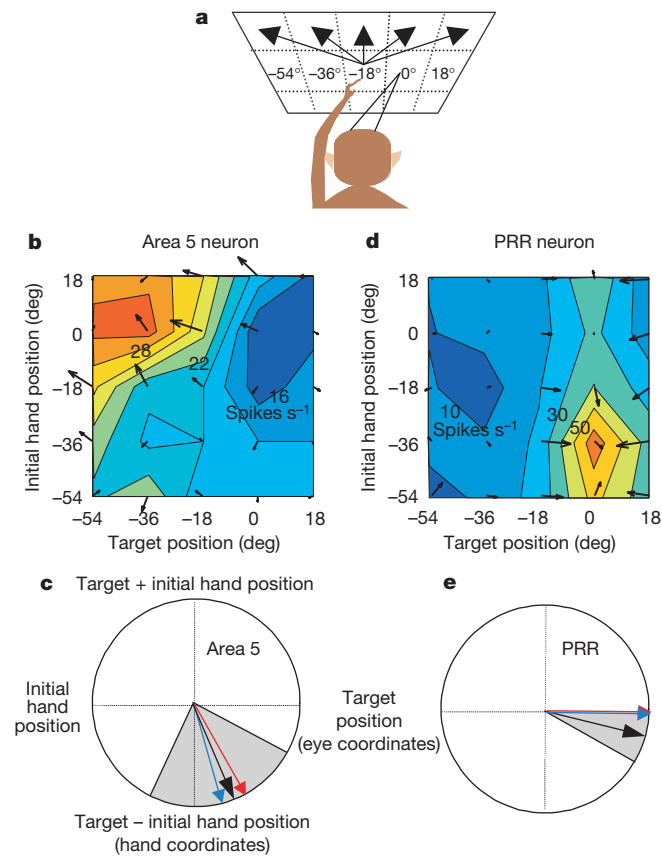 a
–54° –36° –18° 0° 18°
b
Area 5 neuron
Initial hand position (deg)
18
0
–18
–36
–54
28
22
16
Spikes s–1
–54 –36 –18 0 18
Target position (deg)
d
PRR neuron
Initial hand position (deg)
18
0
–18
–36
–54
10
Spikes s–1
30
50
–54 –36 –18 0 18
Target position (deg)
c
Target + initial hand position
Area 5
Initial
hand
position
Target – initial hand position
(hand coordinates)
e
PRR
Target
position
(eye coordinates)